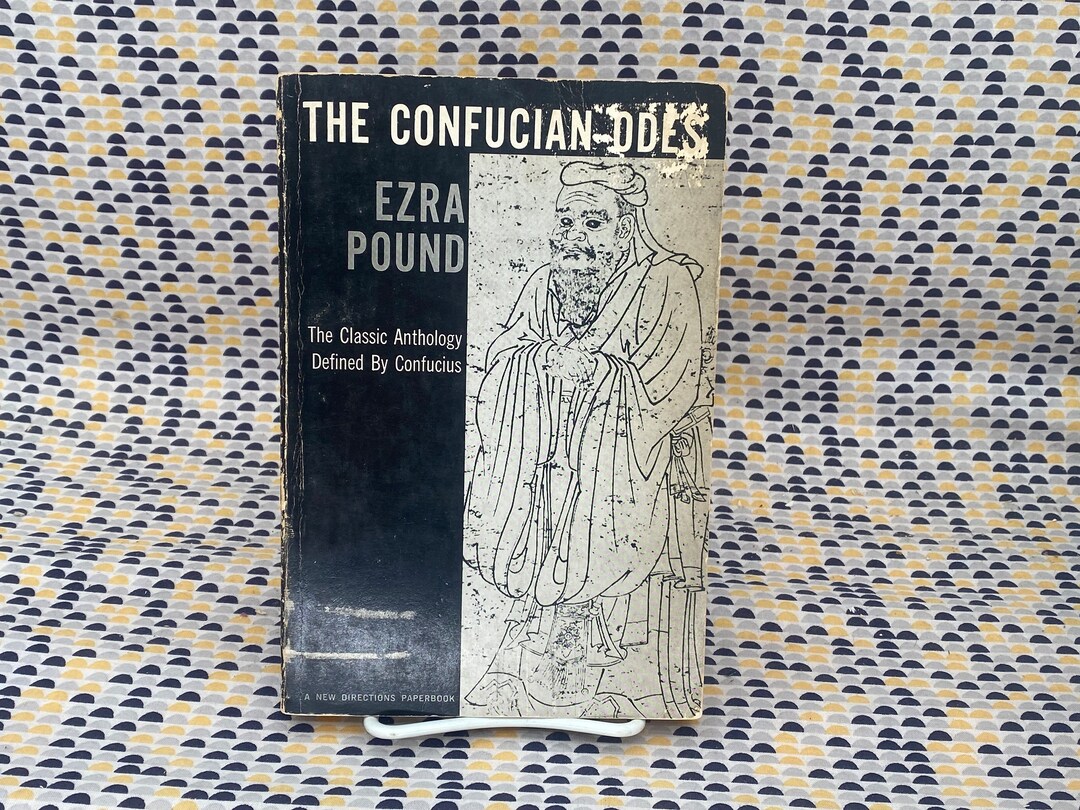 THE CONFUCIAN ODES
EZRA
POUND
The Classic Anthology
Defined By Confucius
A NEW DIRECTIONS PAPERBOOK